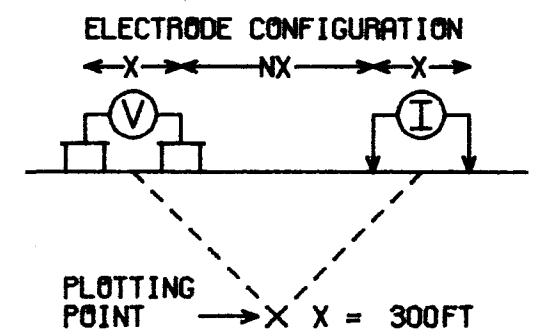 ELECTRODE CONFIGURATION
X NX X
V I
PLOTTING
POINT X X = 300FT